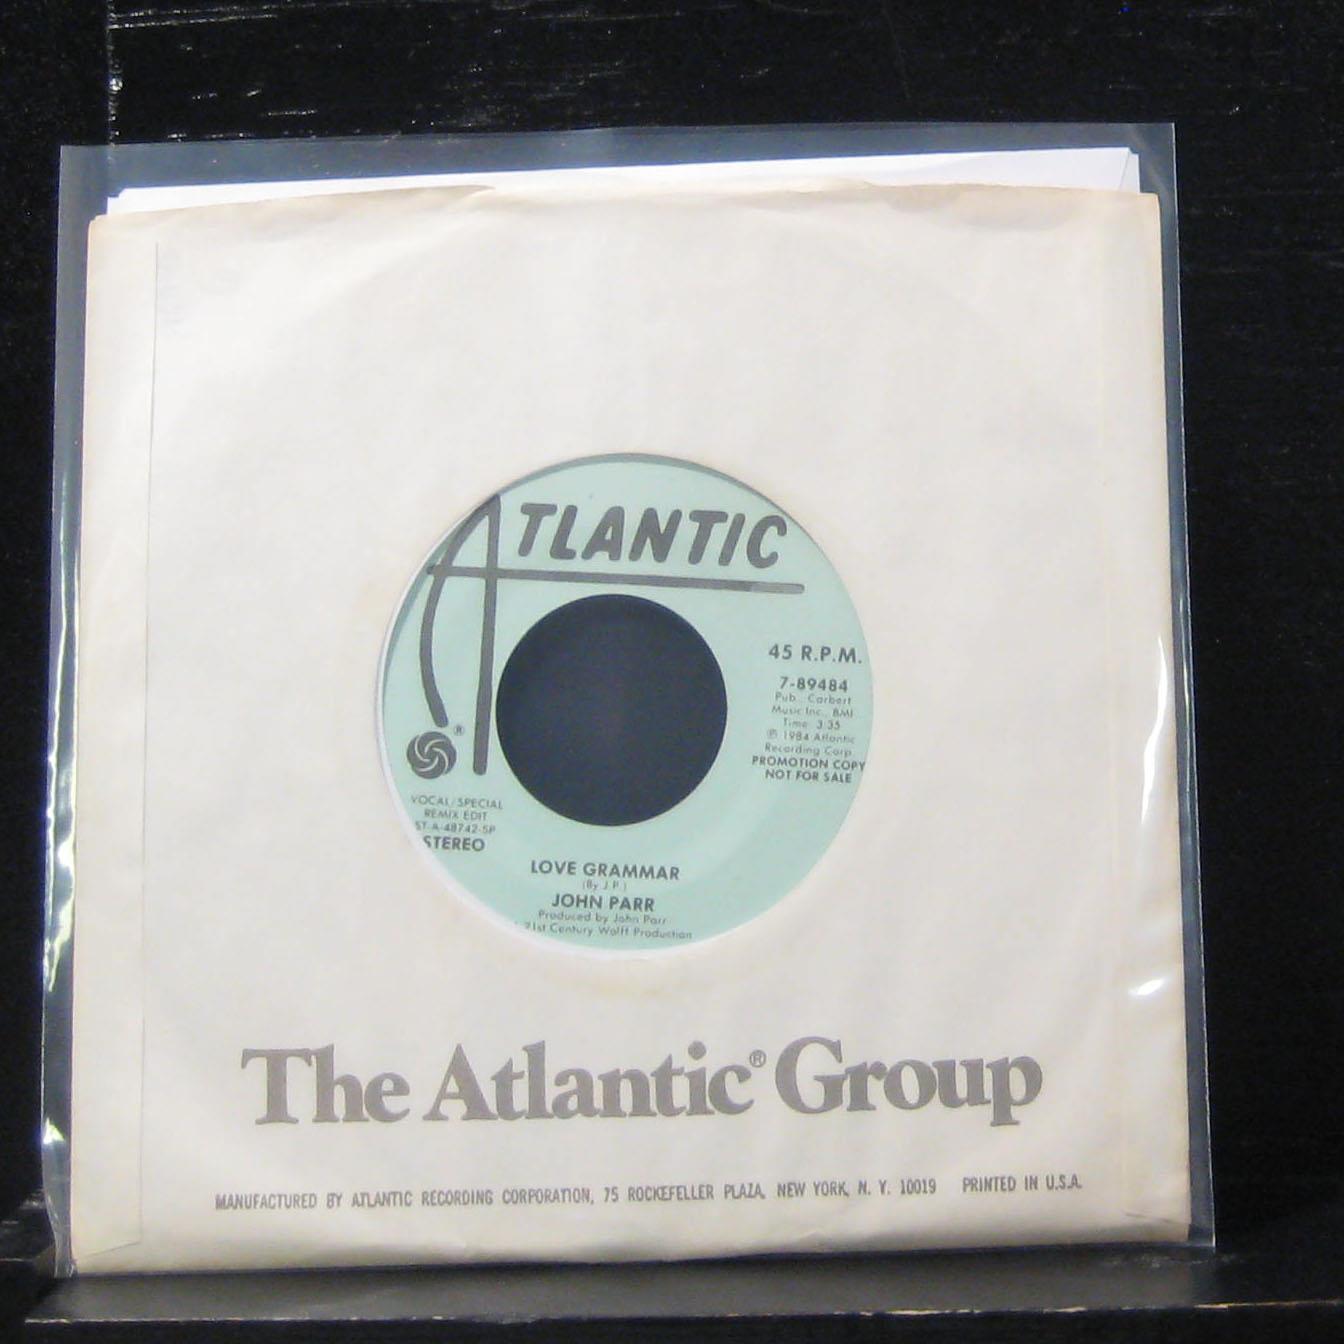 ATLANTIC
®
45 R.P.M.
7-89484
Pub., Carbert
Music Inc., BMI
Time: 3:35
℗ 1984 Atlantic
Recording Corp.
PROMOTION COPY
NOT FOR SALE
VOCAL/SPECIAL
REMIX EDIT
ST-A-48742-SP
STEREO
LOVE GRAMMAR
(By J.P.)
JOHN PARR
Produced by John Parr
21st Century Wolff Production
The Atlantic® Group
MANUFACTURED BY ATLANTIC RECORDING CORPORATION, 75 ROCKEFELLER PLAZA, NEW YORK, N. Y. 10019 PRINTED IN U.S.A.